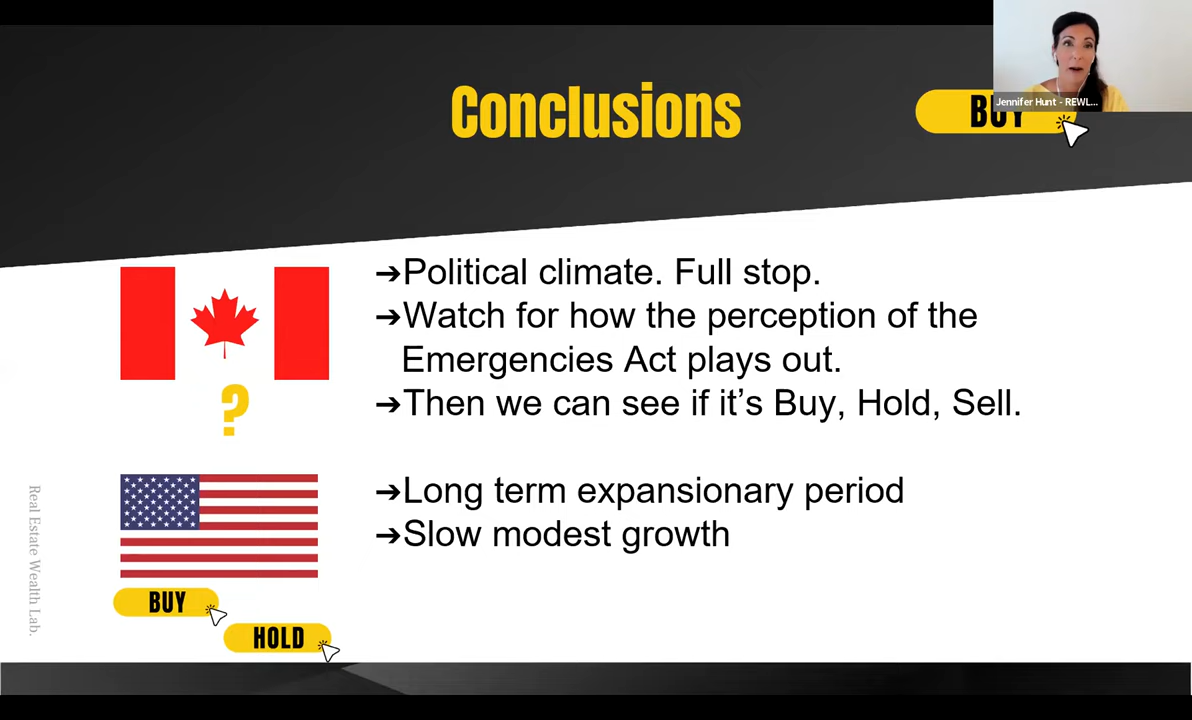 Conclusions
BUY
Jennifer Hunt - REWL...
➔Political climate. Full stop.
➔Watch for how the perception of the
Emergencies Act plays out.
➔Then we can see if it’s Buy, Hold, Sell.
?
➔Long term expansionary period
➔Slow modest growth
BUY
HOLD
Real Estate Wealth Lab.